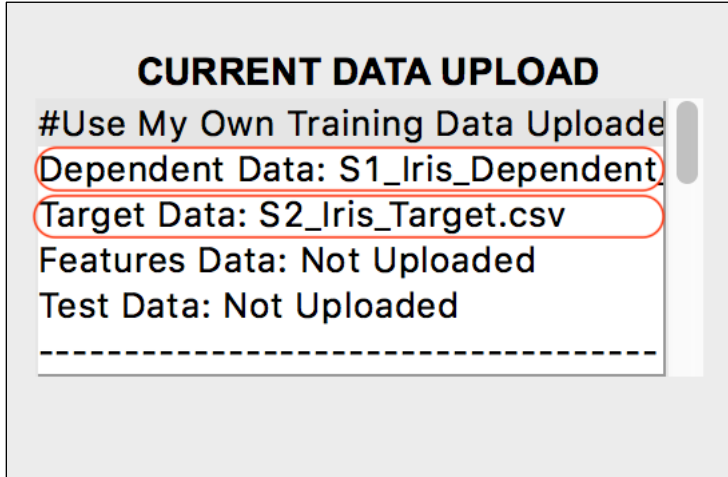 CURRENT DATA UPLOAD
#Use My Own Training Data Uploade
Dependent Data: S1_Iris_Dependent_
Target Data: S2_Iris_Target.csv
Features Data: Not Uploaded
Test Data: Not Uploaded
------------------------------------